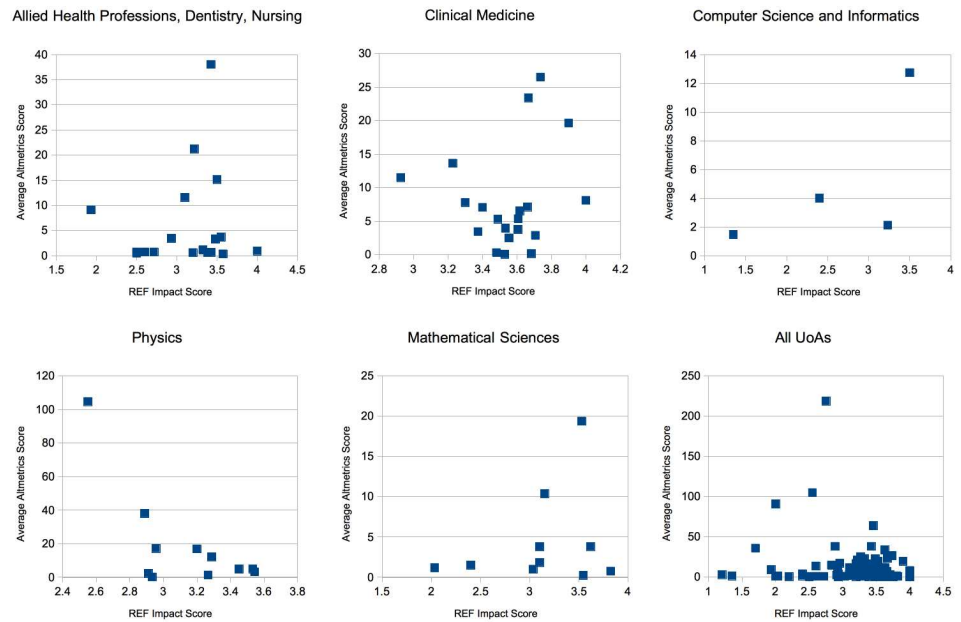 Allied Health Professions, Dentistry, Nursing
Average Altmetrics Score
40
35
30
25
20
15
10
5
0
1.5 2 2.5 3 3.5 4 4.5
REF Impact Score
Clinical Medicine
Average Altmetrics Score
30
25
20
15
10
5
0
2.8 3 3.2 3.4 3.6 3.8 4 4.2
REF Impact Score
Computer Science and Informatics
Average Altmetrics Score
14
12
10
8
6
4
2
0
1 1.5 2 2.5 3 3.5 4
REF Impact Score
Physics
Average Altmetrics Score
120
100
80
60
40
20
0
2.4 2.6 2.8 3 3.2 3.4 3.6 3.8
REF Impact Score
Mathematical Sciences
Average Altmetrics Score
25
20
15
10
5
0
1.5 2 2.5 3 3.5 4
REF Impact Score
All UoAs
Average Altmetrics Score
250
200
150
100
50
0
1 1.5 2 2.5 3 3.5 4 4.5
REF Impact Score